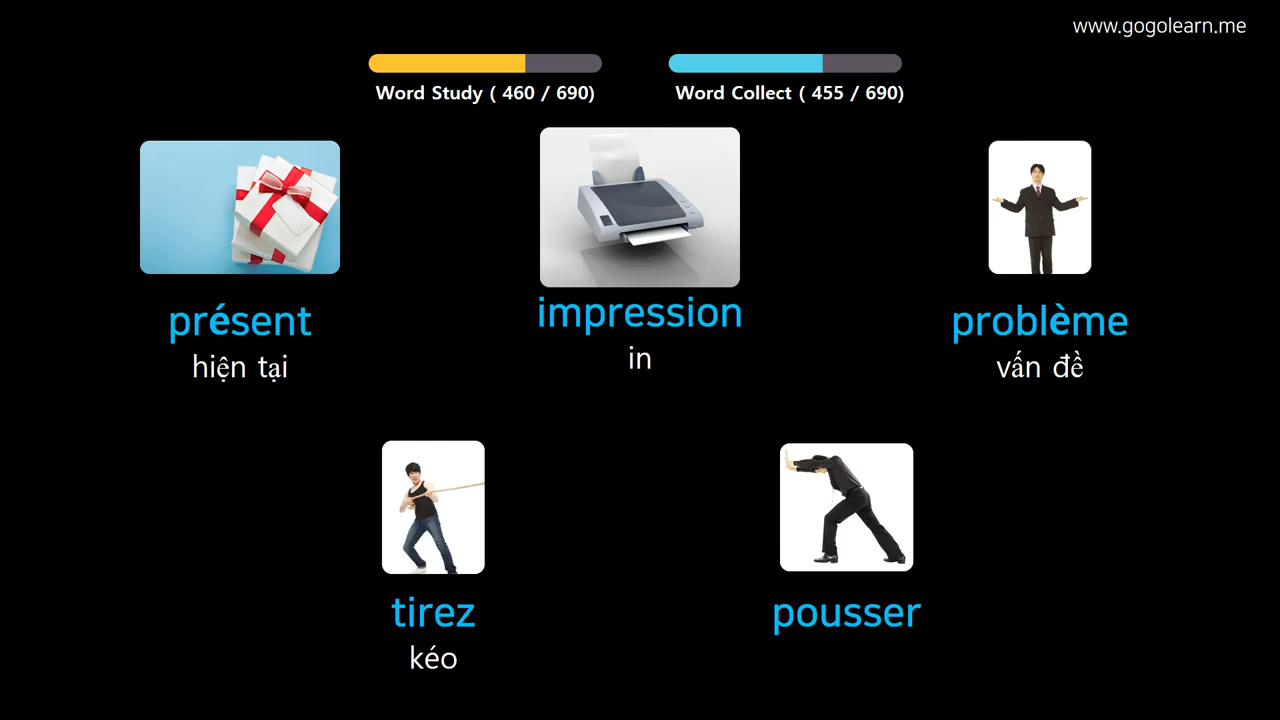 www.gogolearn.me
Word Study ( 460 / 690)
Word Collect ( 455 / 690)
présent
hiện tại
impression
in
problème
vấn đề
tirez
kéo
pousser